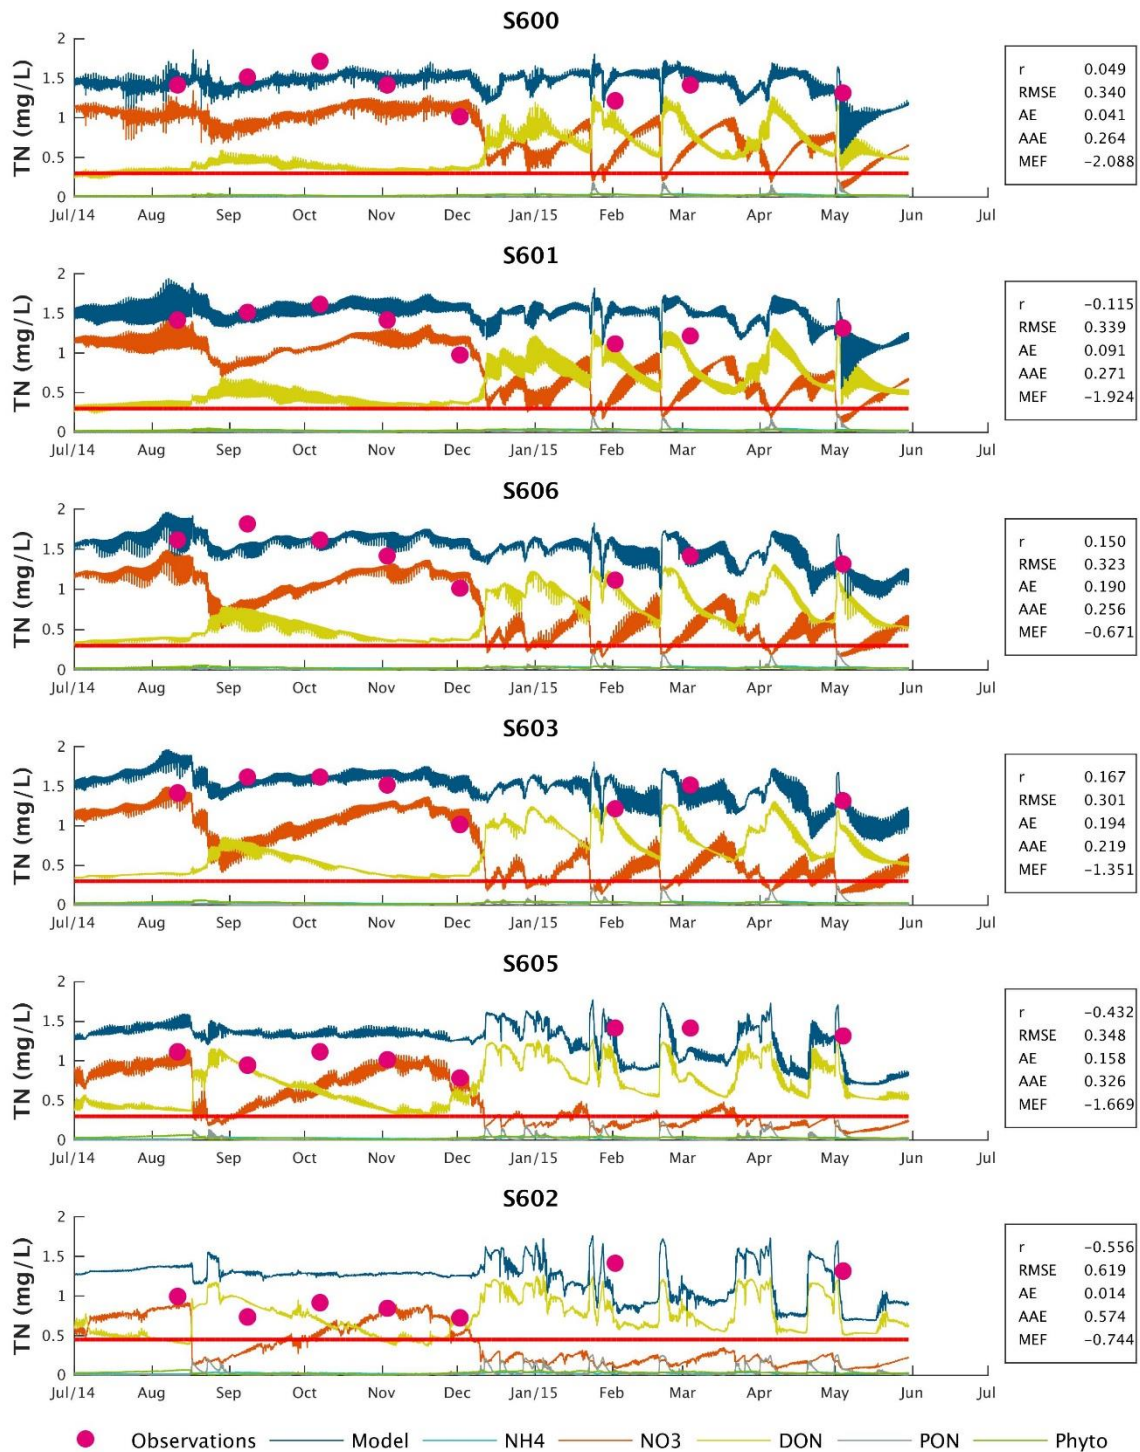 S600
TN (mg/L)
2
1.5
1
0.5
0
Jul/14 Aug Sep Oct Nov Dec Jan/15 Feb Mar Apr May Jun Jul
r 0.049
RMSE 0.340
AE 0.041
AAE 0.264
MEF -2.088
S601
TN (mg/L)
2
1.5
1
0.5
0
Jul/14 Aug Sep Oct Nov Dec Jan/15 Feb Mar Apr May Jun Jul
r -0.115
RMSE 0.339
AE 0.091
AAE 0.271
MEF -1.924
S606
TN (mg/L)
2
1.5
1
0.5
0
Jul/14 Aug Sep Oct Nov Dec Jan/15 Feb Mar Apr May Jun Jul
r 0.150
RMSE 0.323
AE 0.190
AAE 0.256
MEF -0.671
S603
TN (mg/L)
2
1.5
1
0.5
0
Jul/14 Aug Sep Oct Nov Dec Jan/15 Feb Mar Apr May Jun Jul
r 0.167
RMSE 0.301
AE 0.194
AAE 0.219
MEF -1.351
S605
TN (mg/L)
2
1.5
1
0.5
0
Jul/14 Aug Sep Oct Nov Dec Jan/15 Feb Mar Apr May Jun Jul
r -0.432
RMSE 0.348
AE 0.158
AAE 0.326
MEF -1.669
S602
TN (mg/L)
2
1.5
1
0.5
0
Jul/14 Aug Sep Oct Nov Dec Jan/15 Feb Mar Apr May Jun Jul
r -0.556
RMSE 0.619
AE 0.014
AAE 0.574
MEF -0.744
Observations Model NH4 NO3 DON PON Phyto